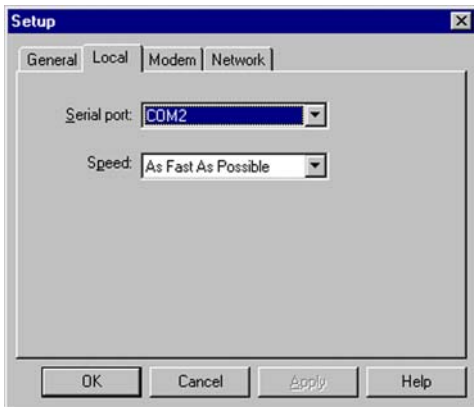 Setup
General Local Modem Network
Serial port: COM2
Speed: As Fast As Possible
OK Cancel Apply Help